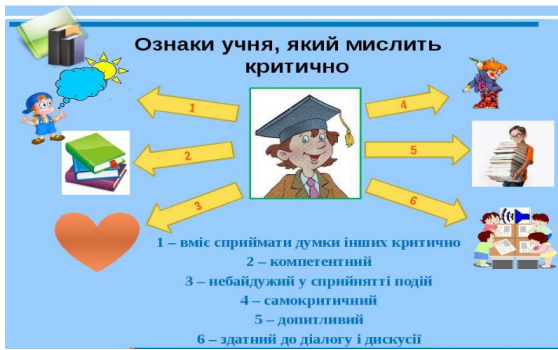 Ознаки учня, який мислить
критично
1
4
2
5
3
6
1 – вміє сприймати думки інших критично
2 – компетентний
3 – небайдужий у сприйнятті подій
4 – самокритичний
5 – допитливий
6 – здатний до діалогу і дискусії